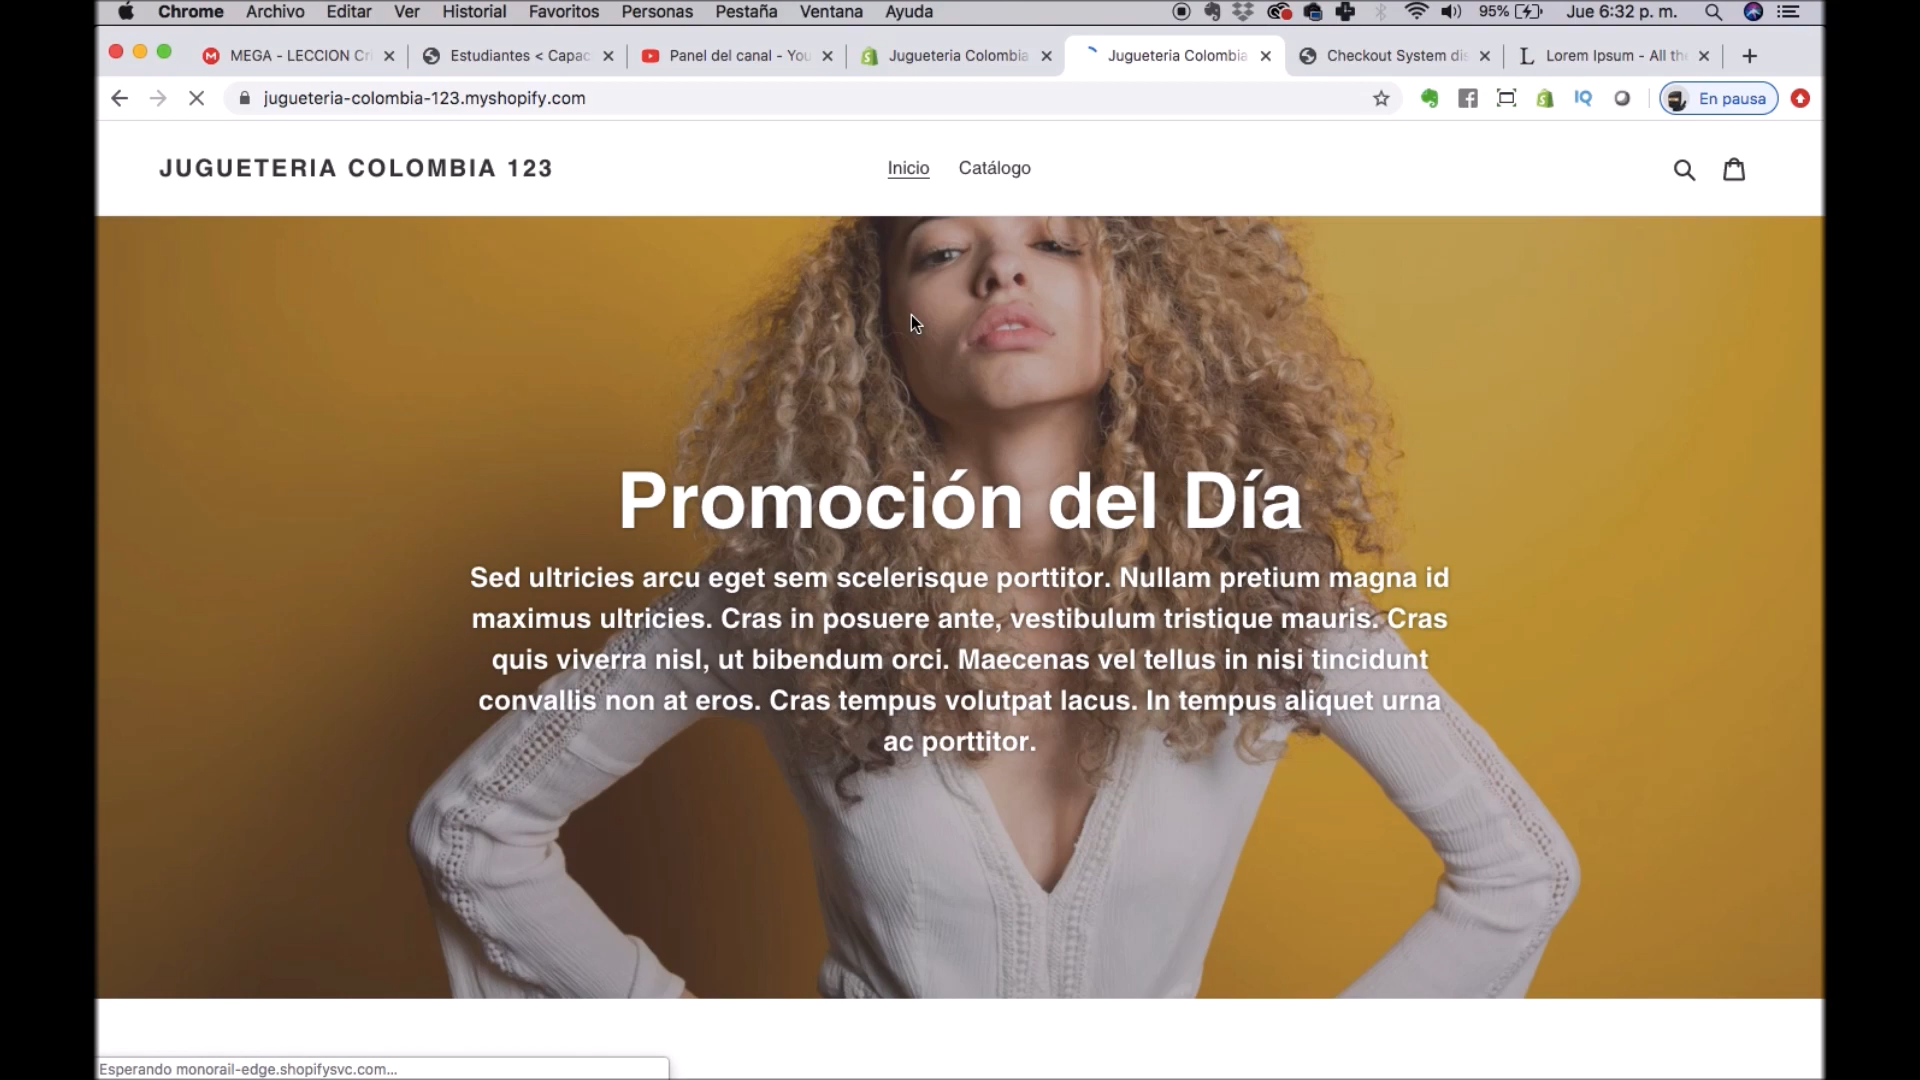 Chrome Archivo Editar Ver Historial Favoritos Personas Pestaña Ventana Ayuda 95% Jue 6:32 p. m.
MEGA - LECCION Cr Estudiantes < Capac Panel del canal - You Jugueteria Colombia Jugueteria Colombia Checkout System di Lorem Ipsum - All th
jugueteria-colombia-123.myshopify.com IQ En pausa
JUGUETERIA COLOMBIA 123 Inicio Catálogo
Promoción del Día
Sed ultricies arcu eget sem scelerisque porttitor. Nullam pretium magna id
maximus ultricies. Cras in posuere ante, vestibulum tristique mauris. Cras
quis viverra nisl, ut bibendum orci. Maecenas vel tellus in nisi tincidunt
convallis non at eros. Cras tempus volutpat lacus. In tempus aliquet urna
ac porttitor.
Esperando monorail-edge.shopifysvc.com...